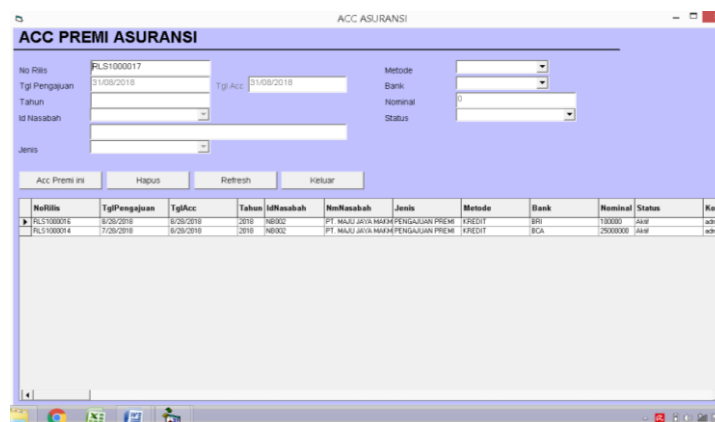 ACC ASURANSI
ACC PREMI ASURANSI
No Rilis RLS1000017 Metode
Tgl Pengajuan 31/08/2018 Tgl Acc 31/08/2018 Bank
Tahun Nominal 0
Id Nasabah Status
Jenis
Acc Premi ini Hapus Refresh Keluar
NoRilis TglPengajuan TglAcc Tahun IdNasabah NmNasabah Jenis Metode Bank Nominal Status Ko
RLS1000016 8/28/2018 8/28/2018 2018 NB002 PT. MAJU JAYA MAKM PENGAJUAN PREMI KREDIT BRI 100000 Aktif adm
RLS1000014 7/28/2018 8/28/2018 2018 NB002 PT. MAJU JAYA MAKM PENGAJUAN PREMI KREDIT BCA 25000000 Aktif adm